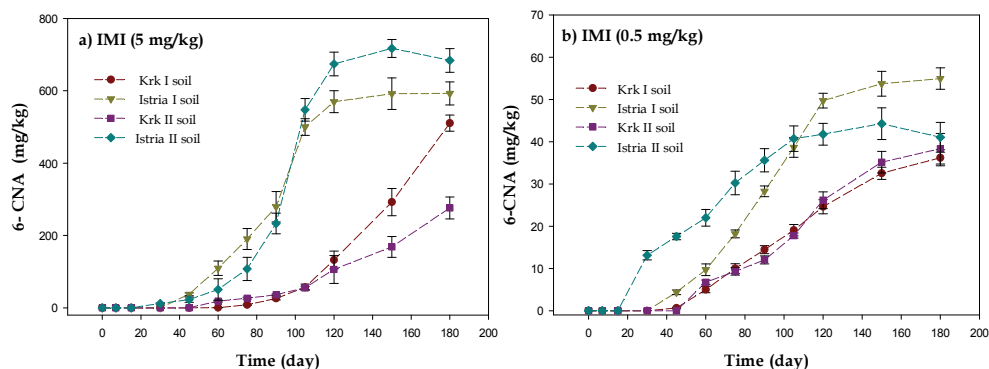 a) IMI (5 mg/kg)
Krk I soil
Istria I soil
Krk II soil
Istria II soil
800
600
400
200
0
6- CNA (mg/kg)
0 20 40 60 80 100 120 140 160 180 200
Time (day)
b) IMI (0.5 mg/kg)
Krk I soil
Istria I soil
Krk II soil
Istria II soil
70
60
50
40
30
20
10
0
6-CNA (mg/kg)
0 20 40 60 80 100 120 140 160 180 200
Time (day)